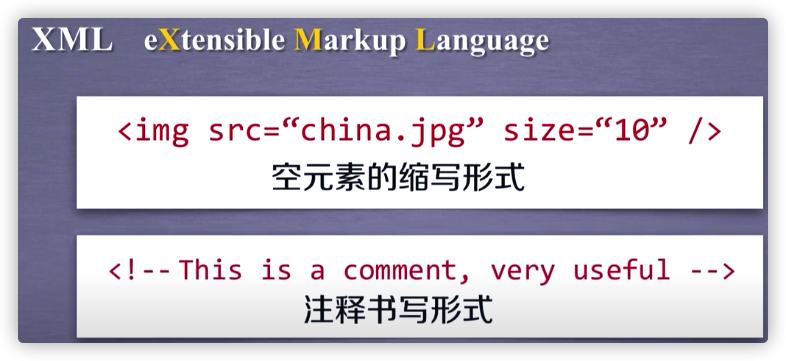 XML eXtensible Markup Language
<img src=“china.jpg” size=“10” />
空元素的缩写形式
<!-- This is a comment, very useful -->
注释书写形式